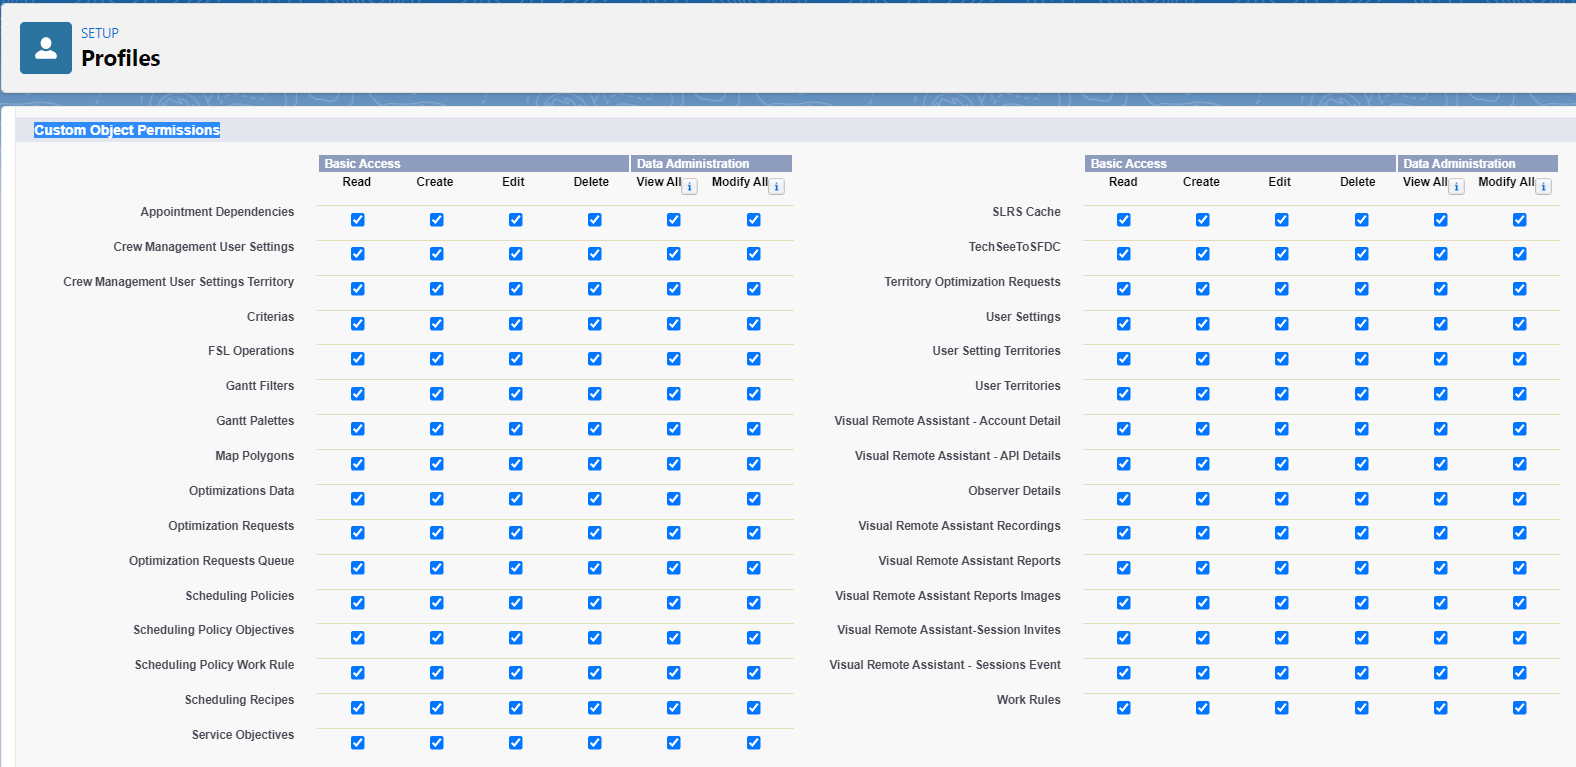 SETUP
Profiles
Custom Object Permissions
Basic Access Data Administration
Read Create Edit Delete View All i Modify All i
Appointment Dependencies
Crew Management User Settings
Crew Management User Settings Territory
Criterias
FSL Operations
Gantt Filters
Gantt Palettes
Map Polygons
Optimizations Data
Optimization Requests
Optimization Requests Queue
Scheduling Policies
Scheduling Policy Objectives
Scheduling Policy Work Rule
Scheduling Recipes
Service Objectives
Basic Access Data Administration
Read Create Edit Delete View All i Modify All i
SLRS Cache
TechSeeToSFDC
Territory Optimization Requests
User Settings
User Setting Territories
User Territories
Visual Remote Assistant - Account Detail
Visual Remote Assistant - API Details
Observer Details
Visual Remote Assistant Recordings
Visual Remote Assistant Reports
Visual Remote Assistant Reports Images
Visual Remote Assistant-Session Invites
Visual Remote Assistant - Sessions Event
Work Rules